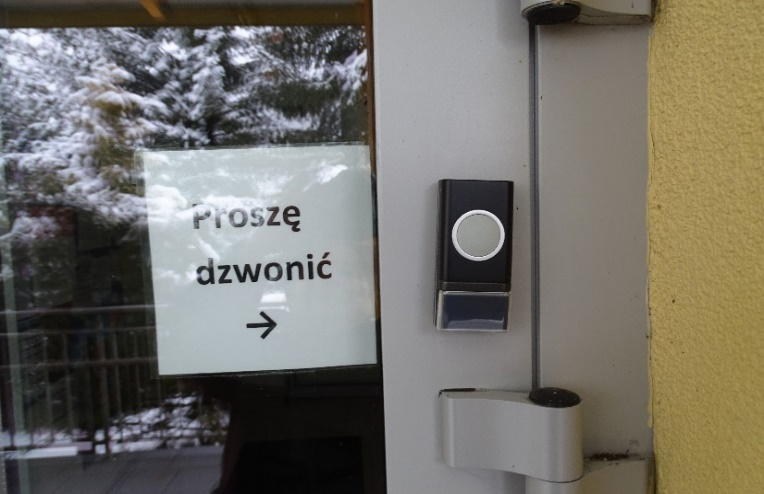 Proszę
dzwonić
→